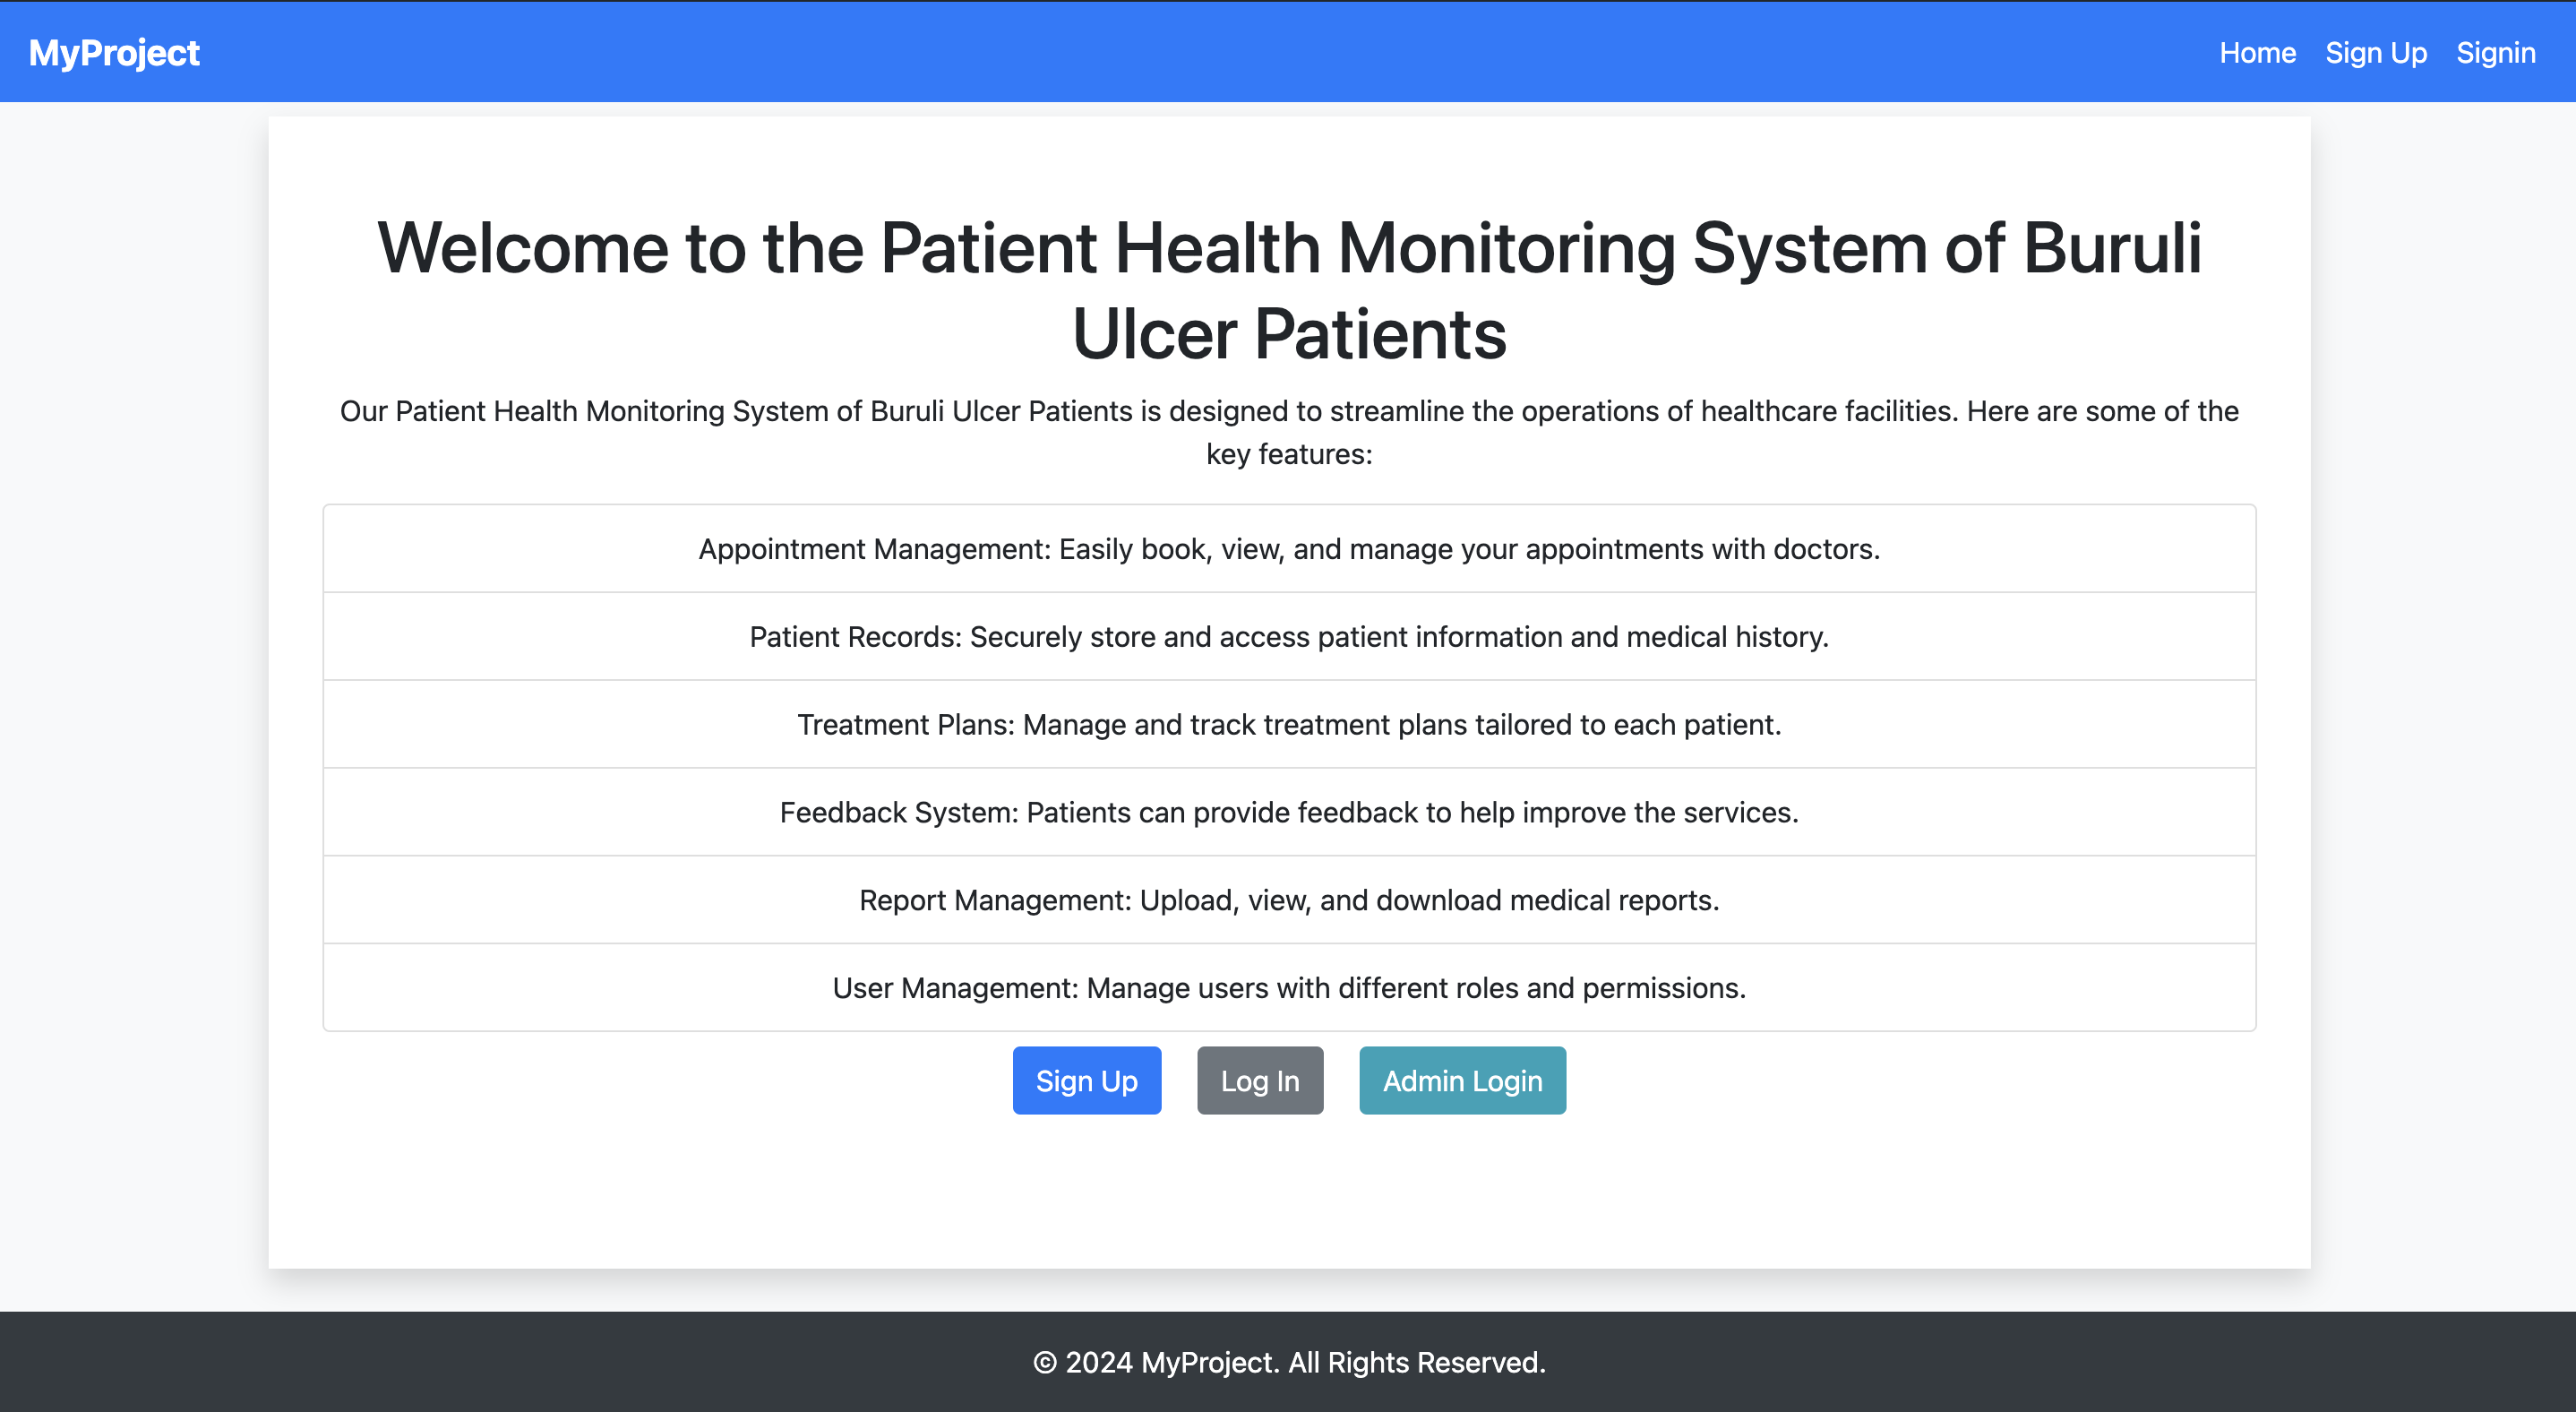 MyProject
Home Sign Up Signin
Welcome to the Patient Health Monitoring System of Buruli
Ulcer Patients
Our Patient Health Monitoring System of Buruli Ulcer Patients is designed to streamline the operations of healthcare facilities. Here are some of the
key features:
Appointment Management: Easily book, view, and manage your appointments with doctors.
Patient Records: Securely store and access patient information and medical history.
Treatment Plans: Manage and track treatment plans tailored to each patient.
Feedback System: Patients can provide feedback to help improve the services.
Report Management: Upload, view, and download medical reports.
User Management: Manage users with different roles and permissions.
Sign Up Log In Admin Login
© 2024 MyProject. All Rights Reserved.